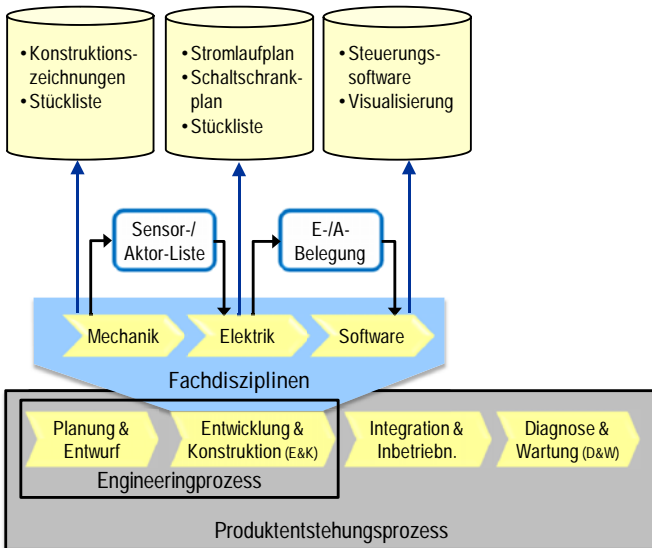 • Konstruktions-
zeichnungen
• Stückliste
• Stromlaufplan
• Schaltschrank-
plan
• Stückliste
• Steuerungs-
software
• Visualisierung
Sensor-/
Aktor-Liste
E-/A-
Belegung
Mechanik
Elektrik
Software
Fachdisziplinen
Planung &
Entwurf
Entwicklung &
Konstruktion (E&K)
Integration &
Inbetriebn.
Diagnose &
Wartung (D&W)
Engineeringprozess
Produktentstehungsprozess